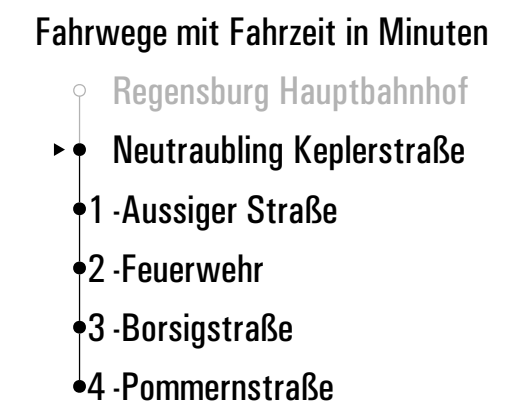 Fahrwege mit Fahrzeit in Minuten
Regensburg Hauptbahnhof
Neutraubling Keplerstraße
1 -Aussiger Straße
2 -Feuerwehr
3 -Borsigstraße
4 -Pommernstraße